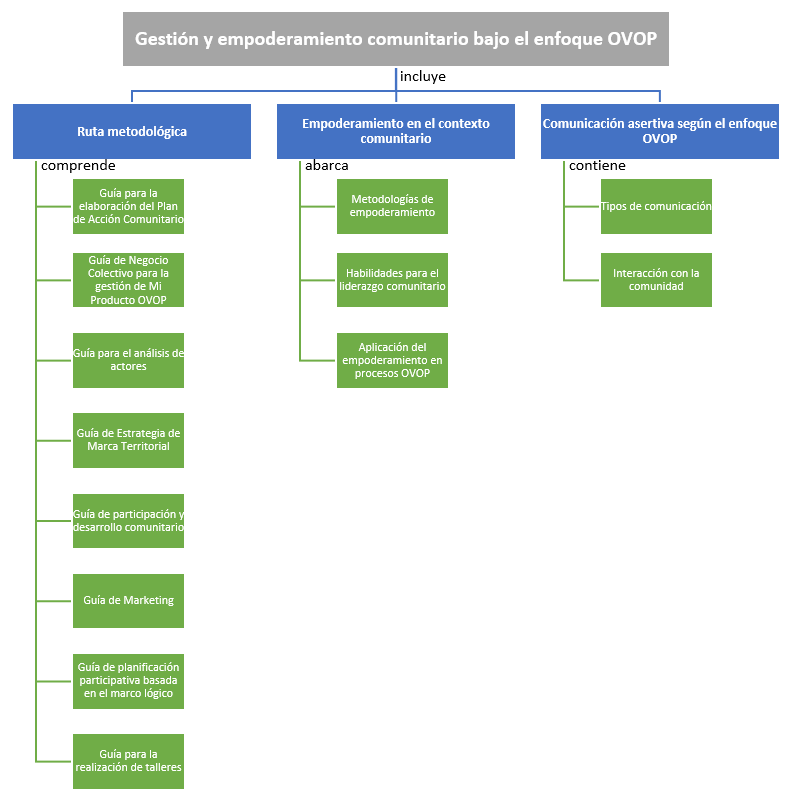 Gestión y empoderamiento comunitario bajo el enfoque OVOP
incluye
Ruta metodológica
comprende
Guía para la
elaboración del Plan
de Acción Comunitario
Guía de Negocio
Colectivo para la
gestión de Mi
Producto OVOP
Guía para el análisis de
actores
Guía de Estrategia de
Marca Territorial
Guía de participación y
desarrollo comunitario
Guía de Marketing
Guía de planificación
participativa basada
en el marco lógico
Guía para la
realización de talleres
Empoderamiento en el contexto
comunitario
abarca
Metodologías de
empoderamiento
Habilidades para el
liderazgo comunitario
Aplicación del
empoderamiento en
procesos OVOP
Comunicación asertiva según el enfoque
OVOP
contiene
Tipos de comunicación
Interacción con la
comunidad